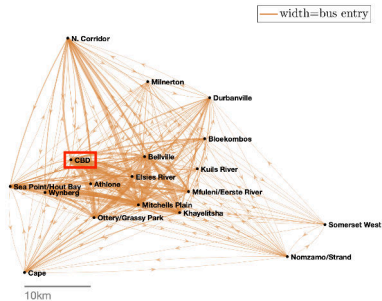 width=bus entry
N. Corridor
Milnerton
Durbanville
Bloekombos
CBD
Bellville
Kuils River
Elsies River
Sea Point/Hout Bay
Athlone
Wynberg
Mfuleni/Eerste River
Mitchells Plain
Khayelitsha
Ottery/Grassy Park
Somerset West
Nomzamo/Strand
Cape
10km